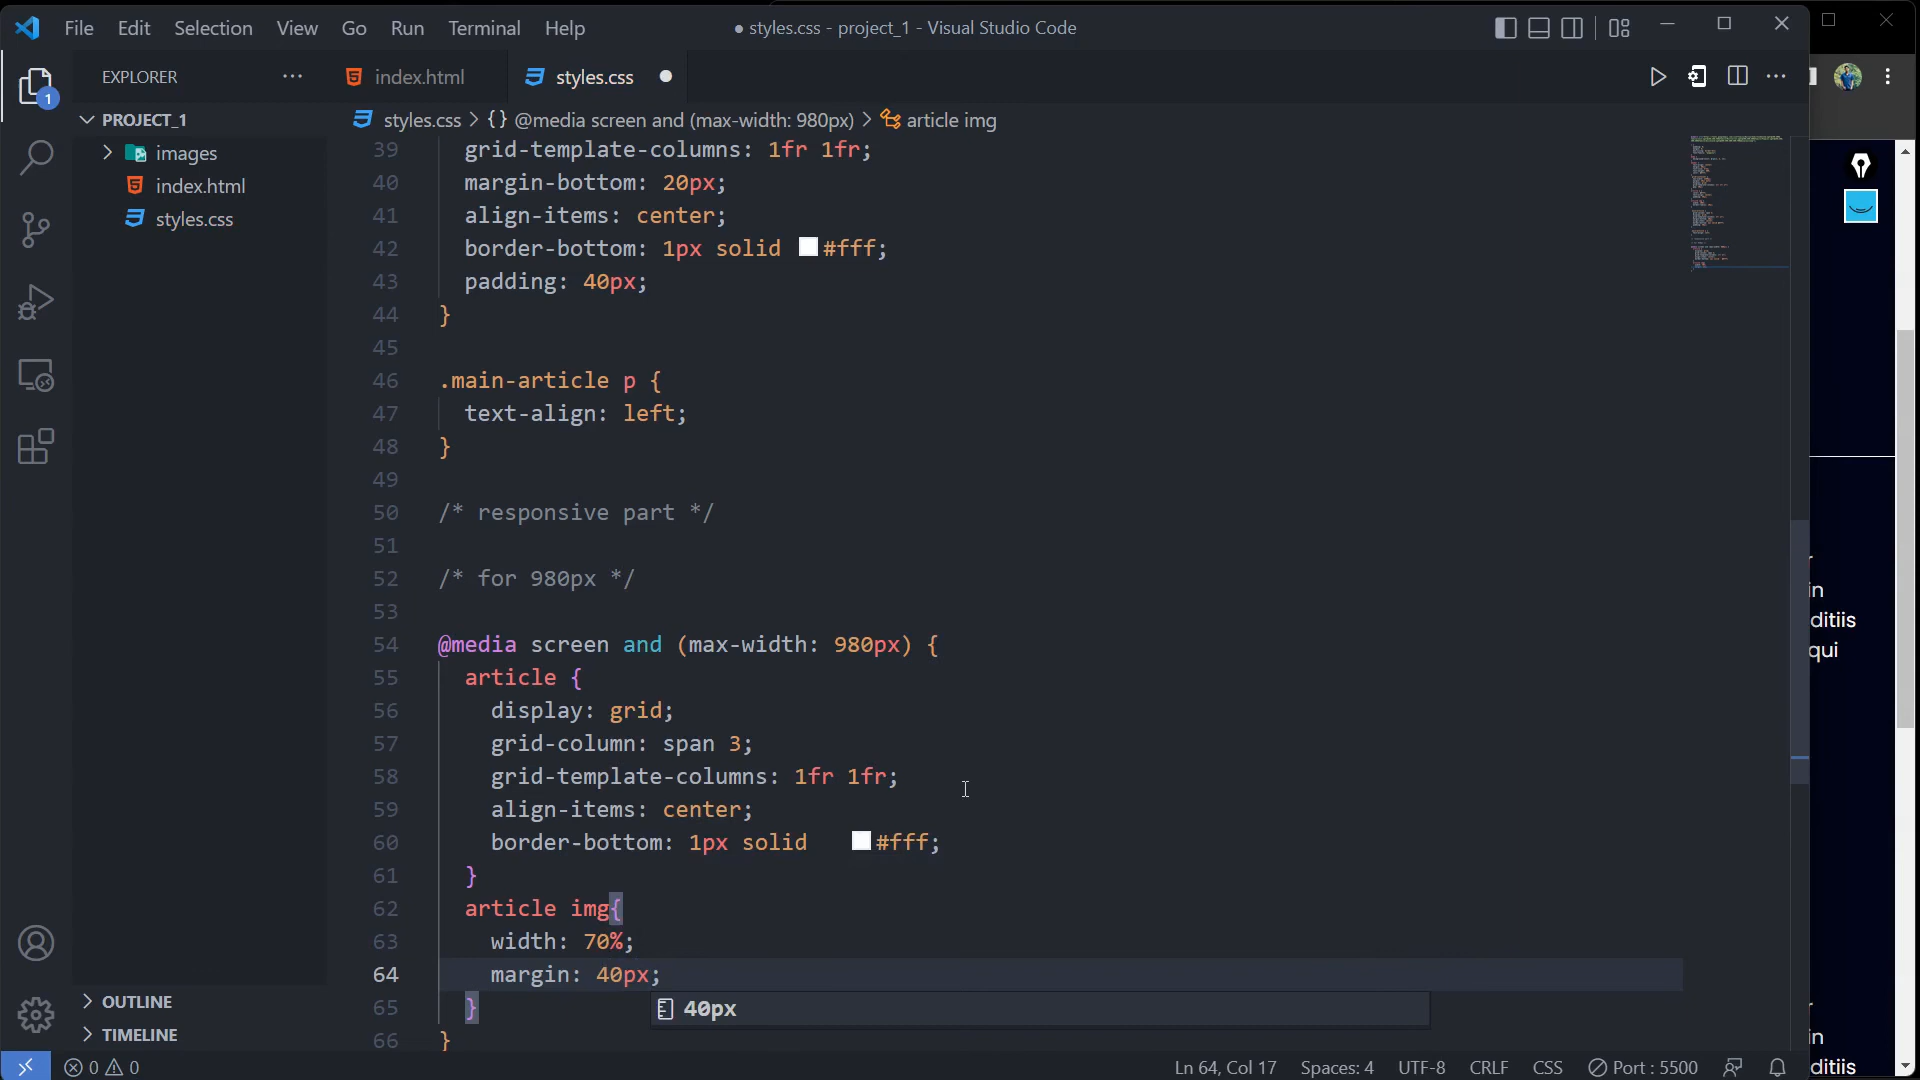 File Edit Selection View Go Run Terminal Help
● styles.css - project_1 - Visual Studio Code
EXPLORER ···
index.html
styles.css ●
1
PROJECT_1
images
index.html
styles.css
styles.css > {} @media screen and (max-width: 980px) > article img
39 grid-template-columns: 1fr 1fr;
40 margin-bottom: 20px;
41 align-items: center;
42 border-bottom: 1px solid #fff;
43 padding: 40px;
44 }
45
46 .main-article p {
47 text-align: left;
48 }
49
50 /* responsive part */
51
52 /* for 980px */
53
54 @media screen and (max-width: 980px) {
55 article {
56 display: grid;
57 grid-column: span 3;
58 grid-template-columns: 1fr 1fr;
59 align-items: center;
60 border-bottom: 1px solid #fff;
61 }
62 article img{
63 width: 70%;
64 margin: 40px;
65 }
40px
66 }
in
ditiis
qui
in
ditiis
OUTLINE
TIMELINE
0 0
Ln 64, Col 17 Spaces: 4 UTF-8 CRLF CSS Port : 5500